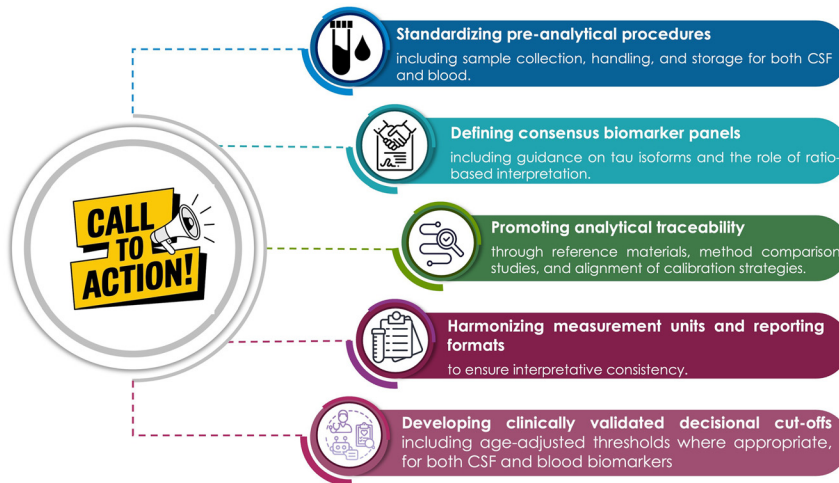 CALL
TO
ACTION!
Standardizing pre-analytical procedures
including sample collection, handling, and storage for both CSF
and blood.
Defining consensus biomarker panels
including guidance on tau isoforms and the role of ratio-
based interpretation.
Promoting analytical traceability
through reference materials, method comparison
studies, and alignment of calibration strategies.
Harmonizing measurement units and reporting
formats
to ensure interpretative consistency.
Developing clinically validated decisional cut-offs
including age-adjusted thresholds where appropriate,
for both CSF and blood biomarkers